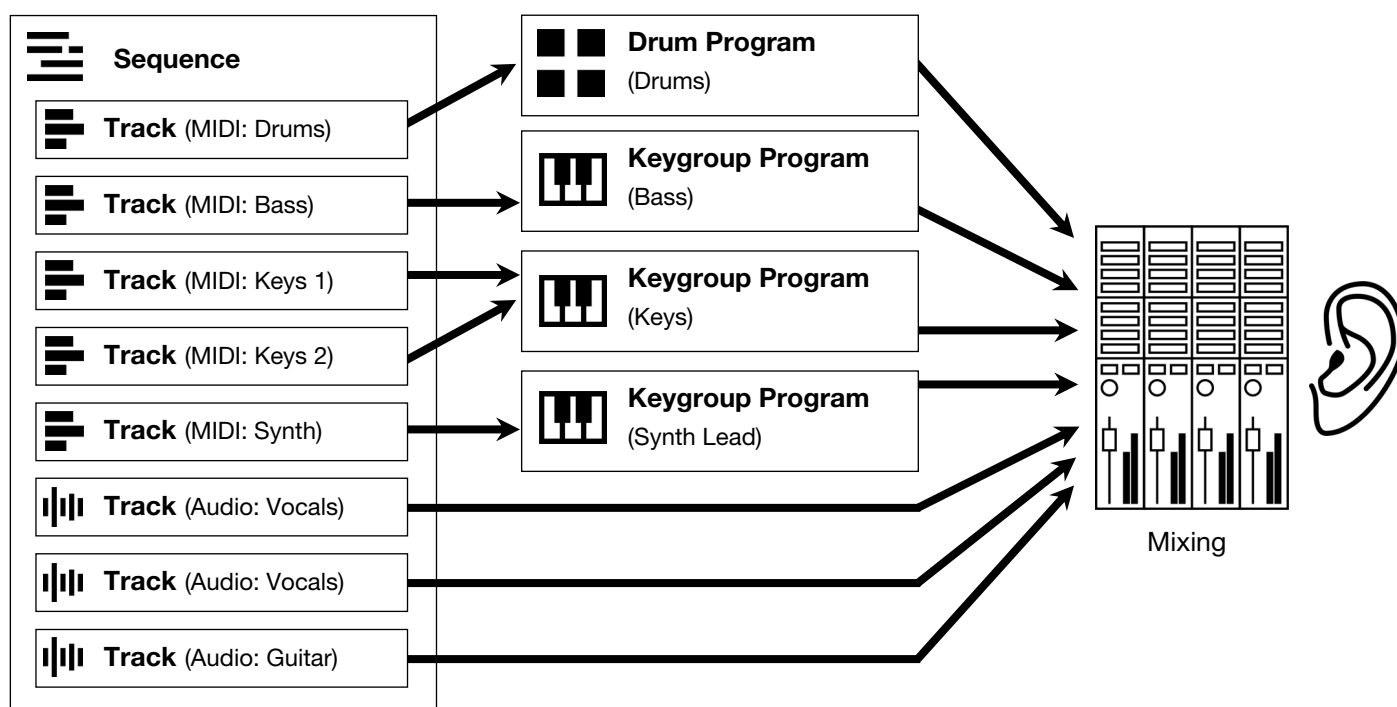 Sequence
Track (MIDI: Drums)
Track (MIDI: Bass)
Track (MIDI: Keys 1)
Track (MIDI: Keys 2)
Track (MIDI: Synth)
Track (Audio: Vocals)
Track (Audio: Vocals)
Track (Audio: Guitar)
Drum Program
(Drums)
Keygroup Program
(Bass)
Keygroup Program
(Keys)
Keygroup Program
(Synth Lead)
Mixing